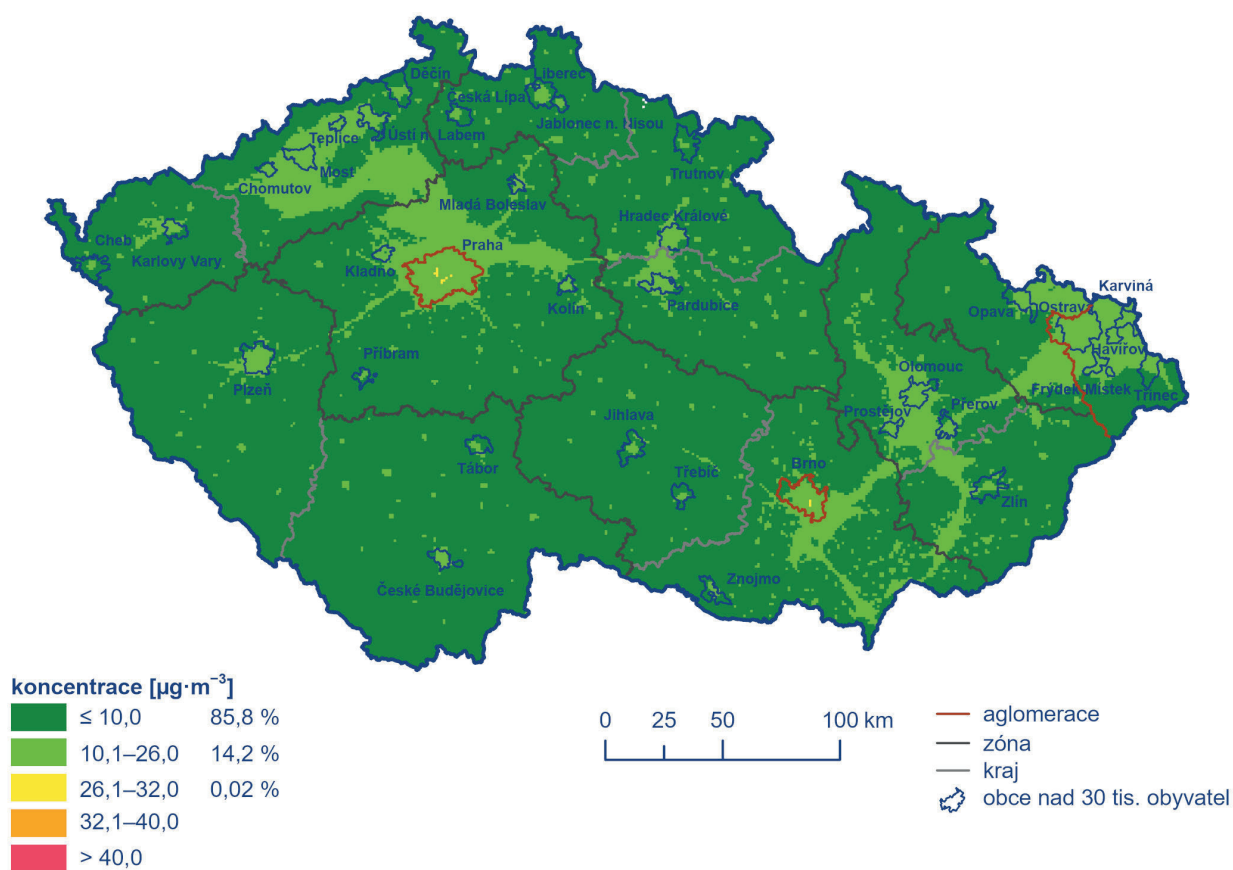 Děčín
Liberec
Česká Lípa
Jablonec n. Nisou
Teplice
Ústí n. Labem
Most
Chomutov
Trutnov
Mladá Boleslav
Hradec Králové
Cheb
Karlovy Vary
Kladno
Praha
Kolín
Pardubice
Karviná
Opava
Ostrava
Havířov
Příbram
Plzeň
Olomouc
Frýdek Místek
Třinec
Prostějov
Přerov
Jihlava
Tábor
Třebíč
Brno
Zlín
České Budějovice
Znojmo
koncentrace [µg·m⁻³]
≤ 10,0 85,8 %
10,1–26,0 14,2 %
26,1–32,0 0,02 %
32,1–40,0
> 40,0
0 25 50 100 km
aglomerace
zóna
kraj
obce nad 30 tis. obyvatel